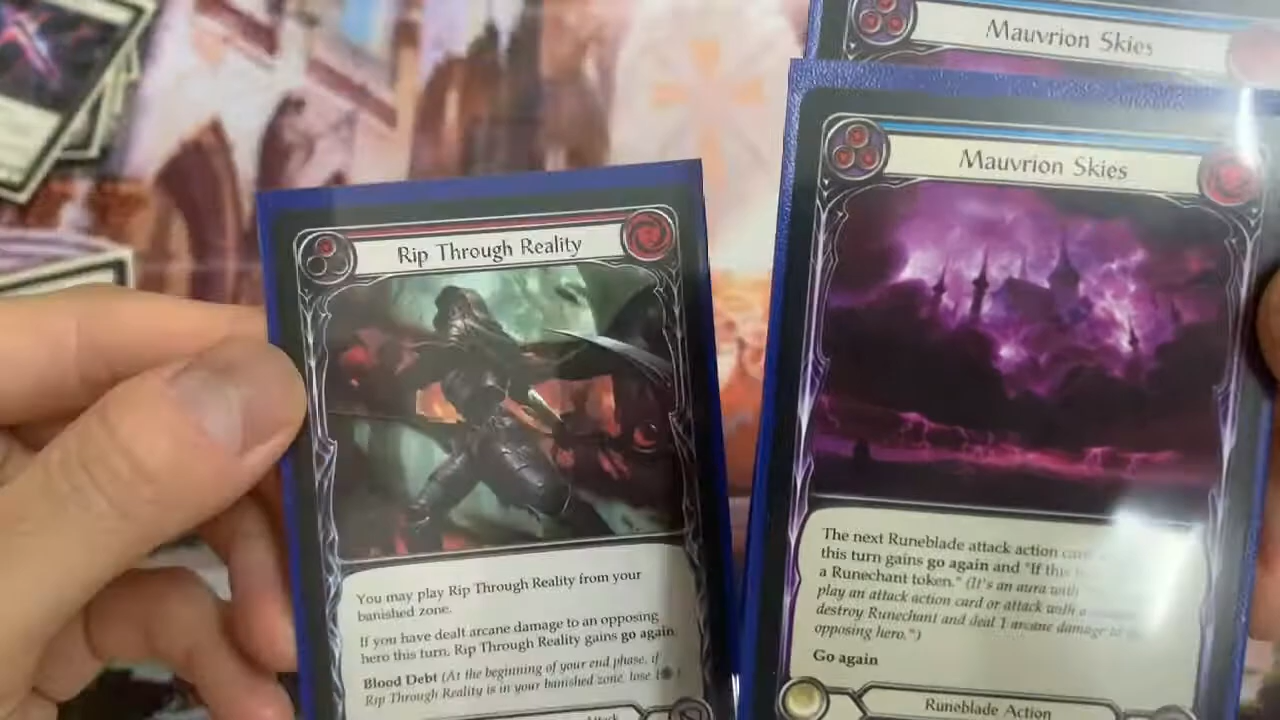 Mauvrion Skies
Mauvrion Skies
The next Runeblade attack action
this turn gains go again and "If this
a Runechant token." (It's an aura with
play an attack action card or attack with a
destroy Runechant and deal 1 arcane damage to
opposing hero.")
Go again
Runeblade Action
Rip Through Reality
You may play Rip Through Reality from your
banished zone.
If you have dealt arcane damage to an opposing
hero this turn, Rip Through Reality gains go again.
Blood Debt (At the beginning of your end phase, if
Rip Through Reality is in your banished zone, lose 1
Attack